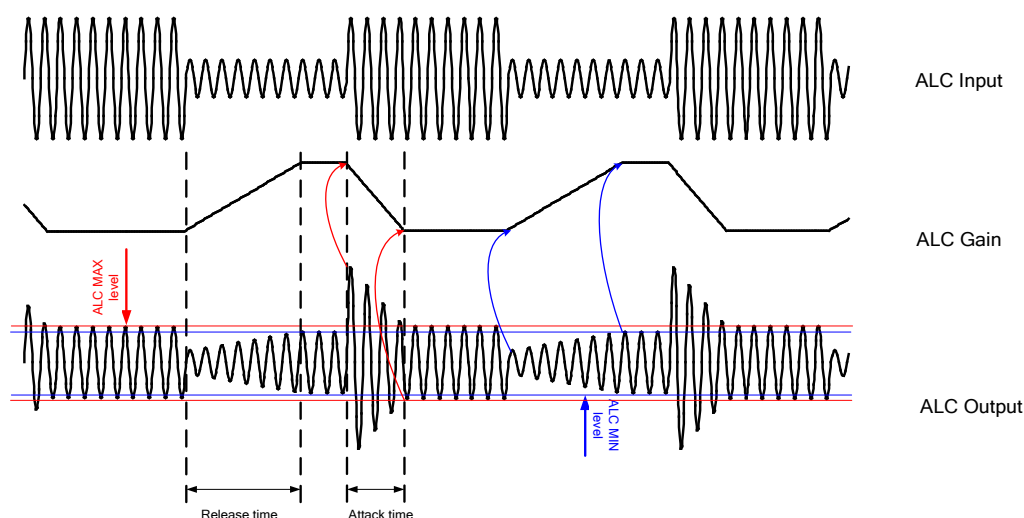 ALC Input
ALC Gain
ALC MAX
level
ALC MIN
level
ALC Output
Release time
Attack time